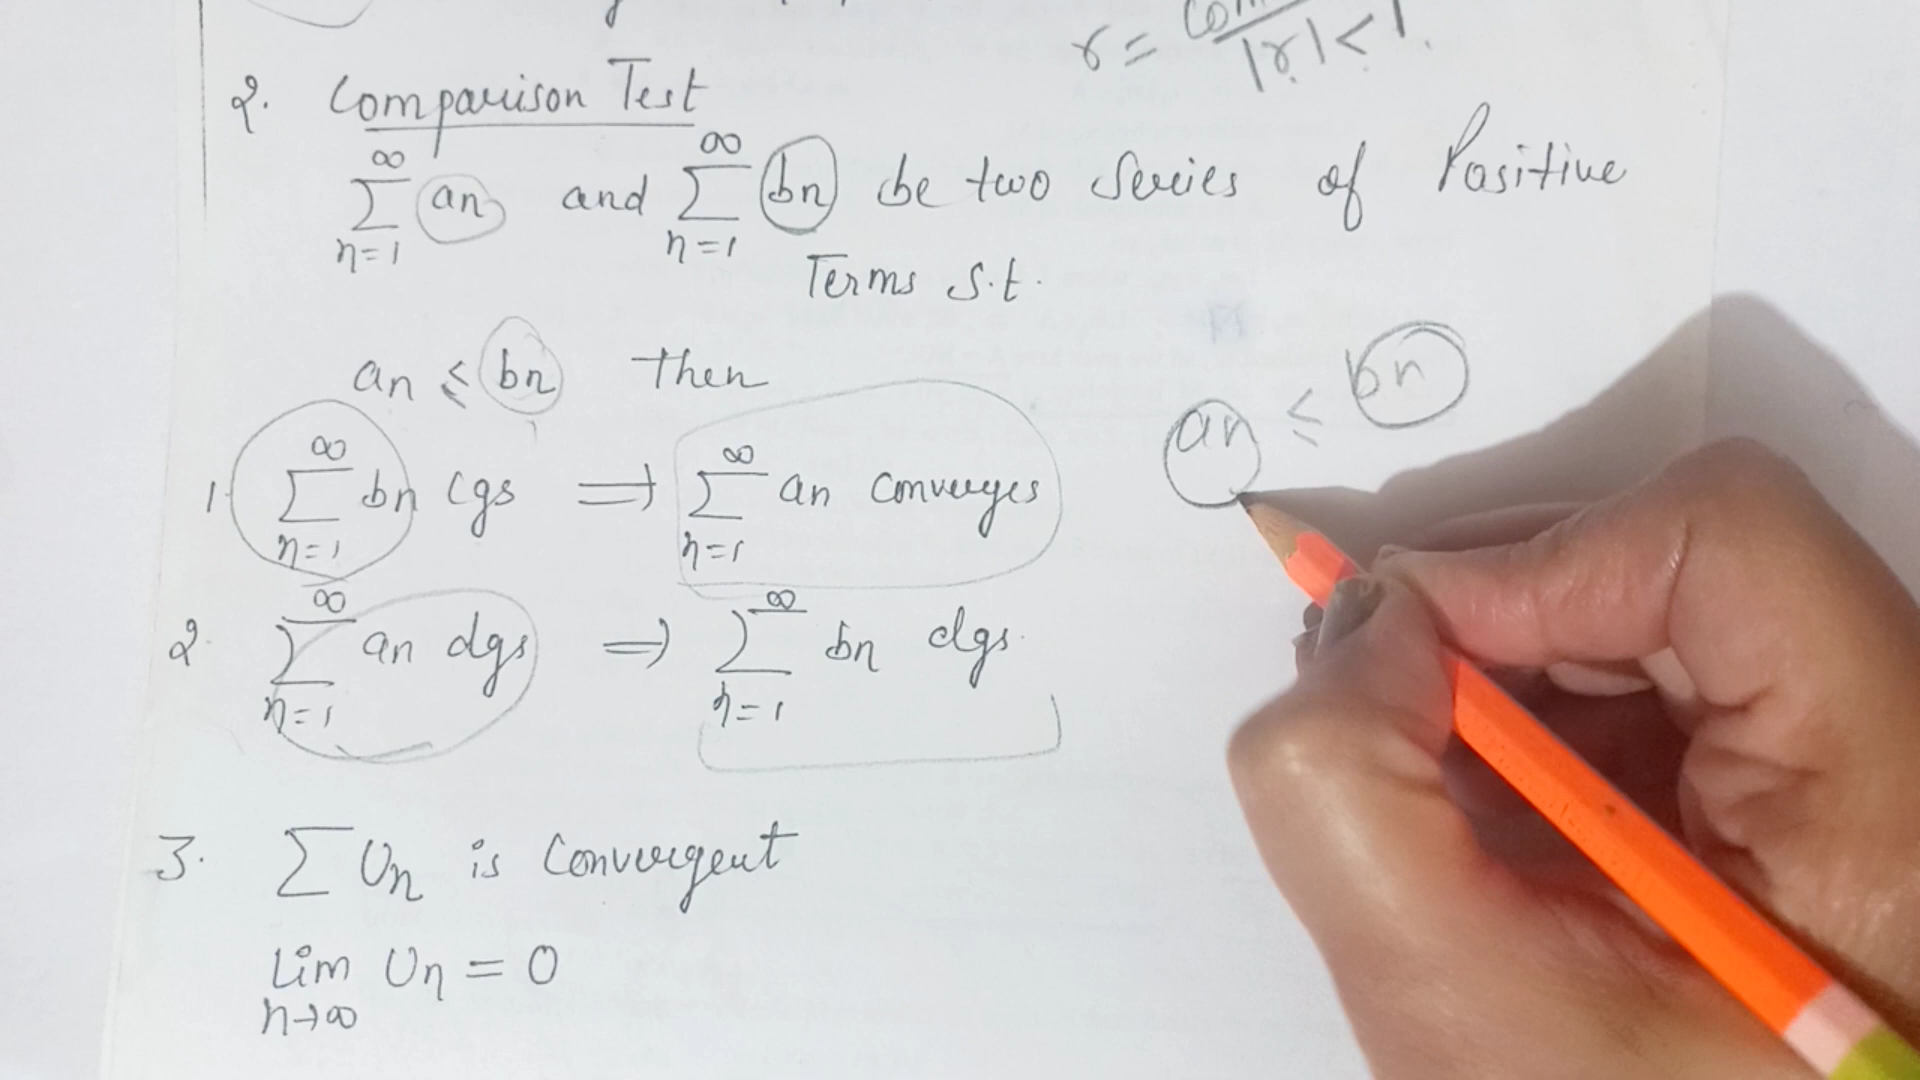 r =
|r| < 1.
2. Comparison Test
∞ ∑ n=1 an and ∞ ∑ n=1 bn be two Series of Positive
Terms s.t.
an ≤ bn then
an ≤ bn
1. ∞ ∑ n=1 bn cgs ⇒ ∞ ∑ n=1 an converges
2. ∞ ∑ n=1 an dgs ⇒ ∞ ∑ n=1 bn dgs.
3. ∑ Un is Convergent
Lim n→∞ Un = 0